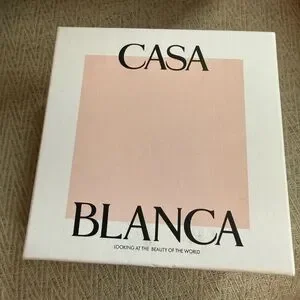 CASA
BLANCA
LOOKING AT THE BEAUTY OF THE WORLD